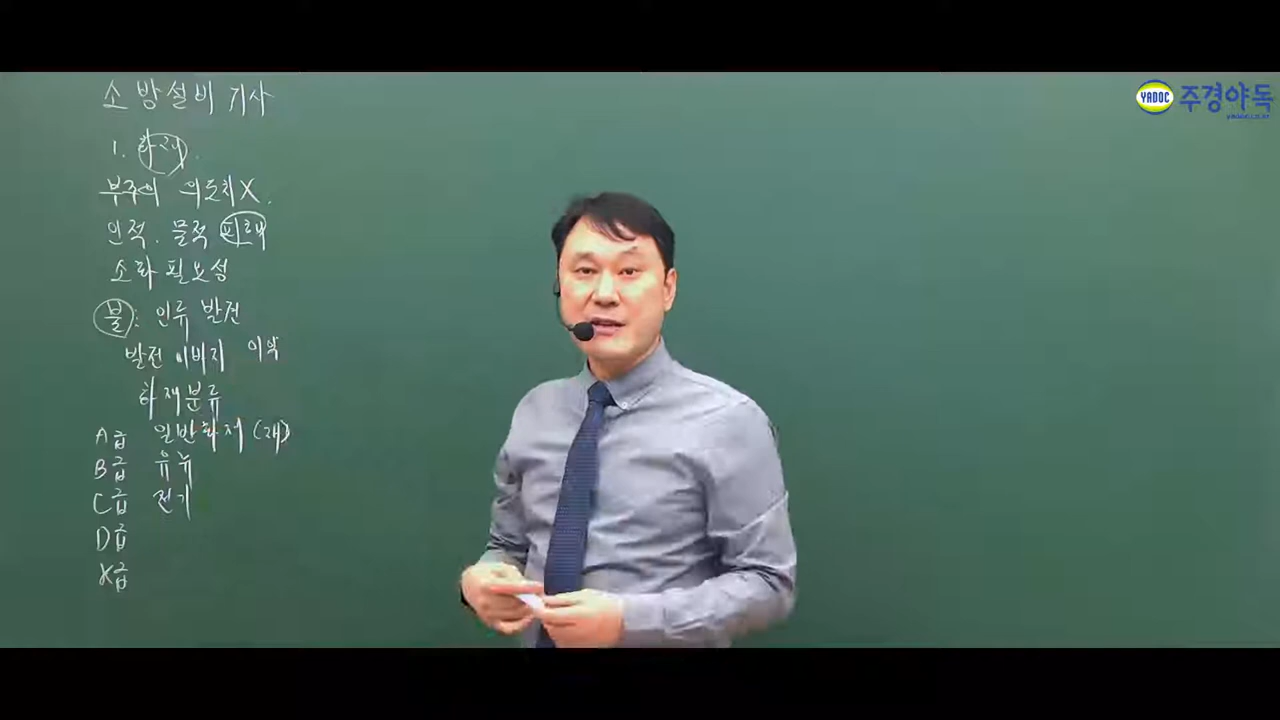 소방설비기사
1. 화재.
부주의 의도치X.
인적. 물적 피해
소화 필요성
불: 인류 발전
발전 이바지 이약
화재분류
A급 일반화재 (재)
B급 유류
C급 전기
D급
K급
YADOC 주경야독